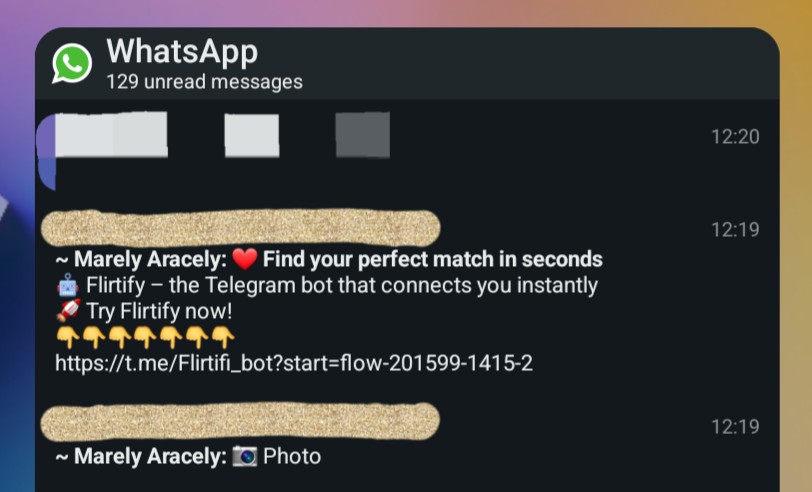 WhatsApp
129 unread messages
12:20
12:19
~ Marely Aracely: ❤️ Find your perfect match in seconds
🤖 Flirtify – the Telegram bot that connects you instantly
🚀 Try Flirtify now!
👇👇👇👇👇👇👇
https://t.me/Flirtifi_bot?start=flow-201599-1415-2
12:19
~ Marely Aracely: 📷 Photo